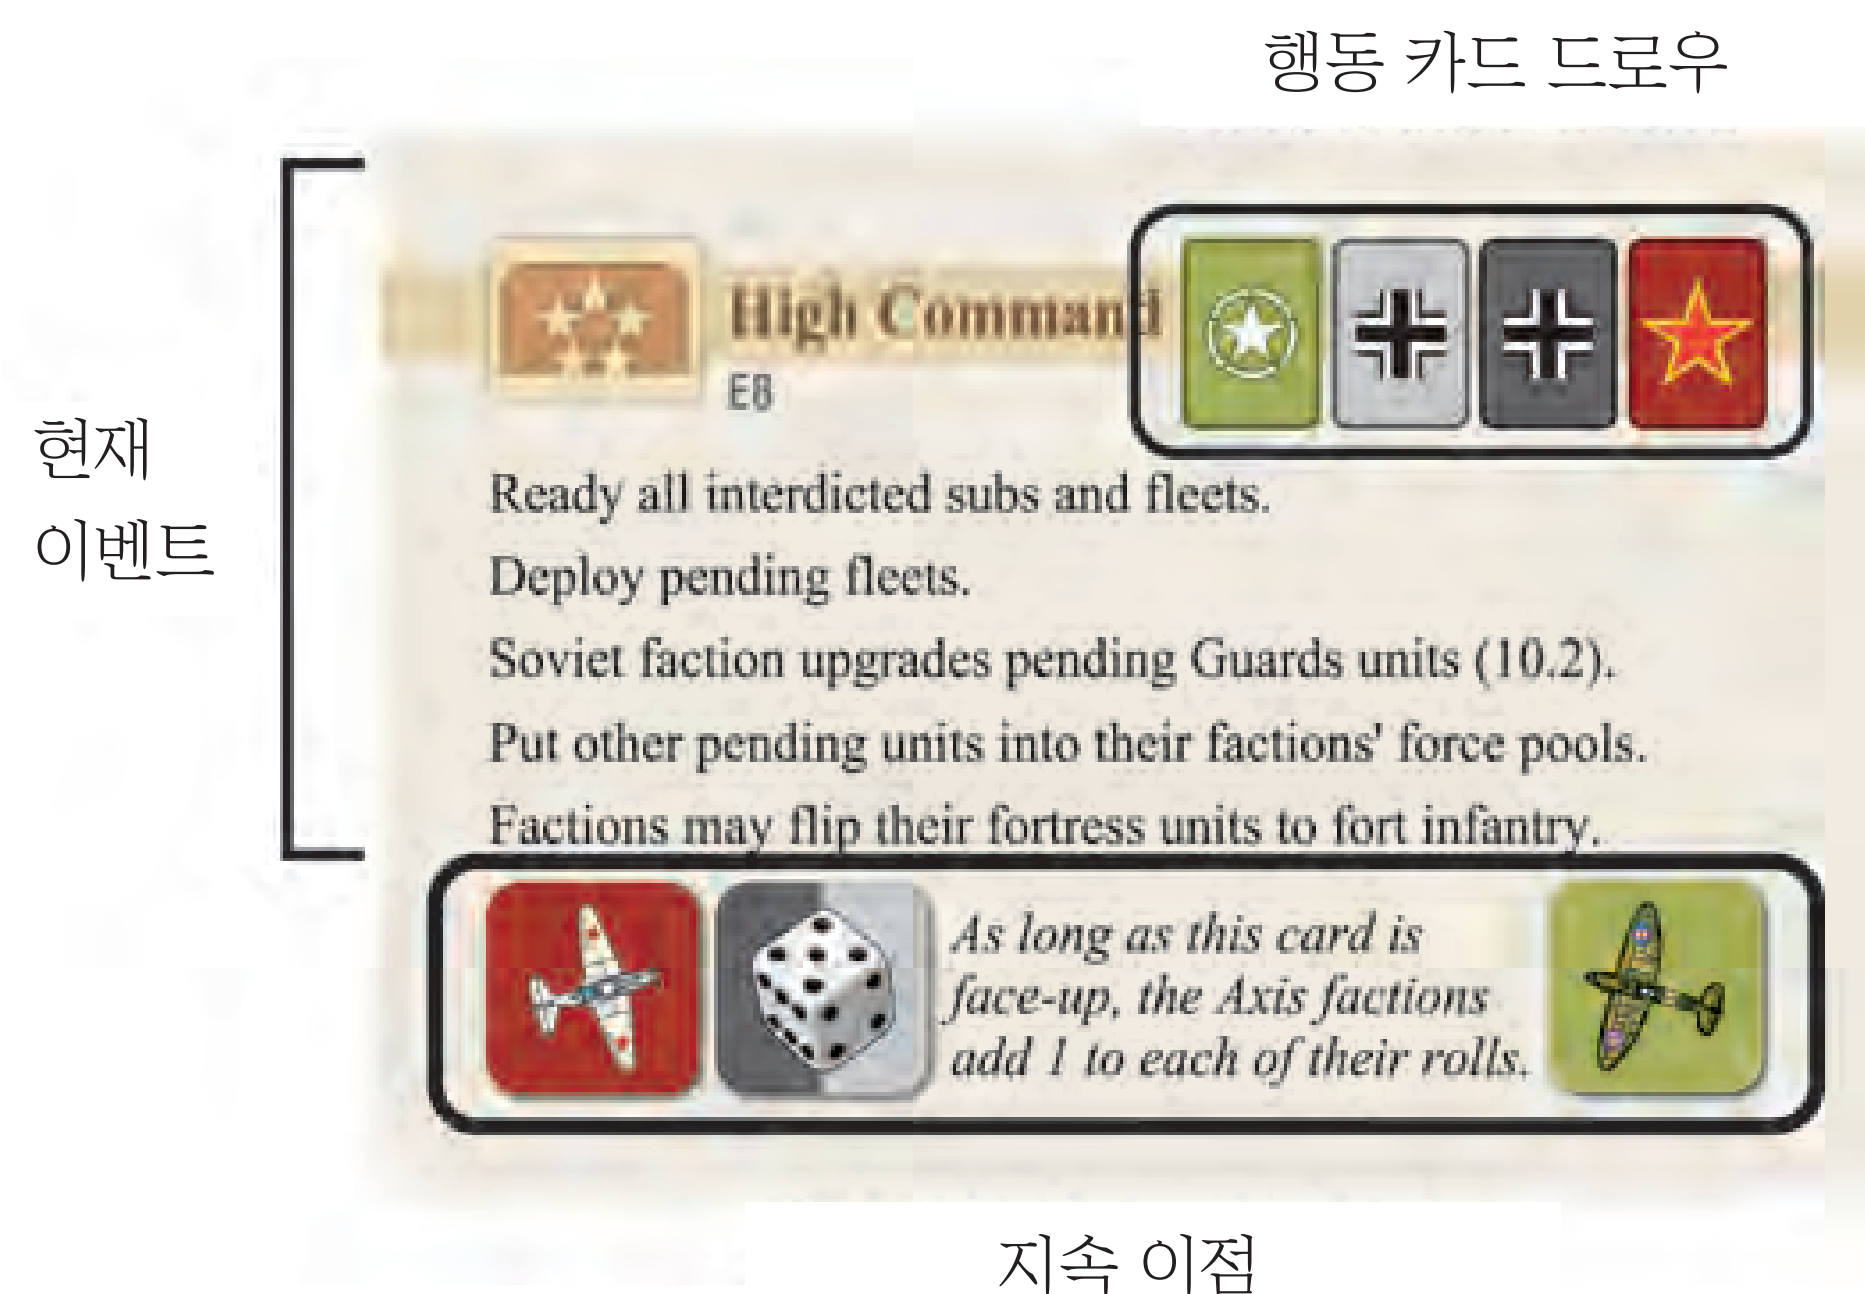 행동 카드 드로우
High Command
E8
현재
이벤트
Ready all interdicted subs and fleets.
Deploy pending fleets.
Soviet faction upgrades pending Guards units (10.2).
Put other pending units into their factions' force pools.
Factions may flip their fortress units to fort infantry.
As long as this card is
face-up, the Axis factions
add 1 to each of their rolls.
지속 이점